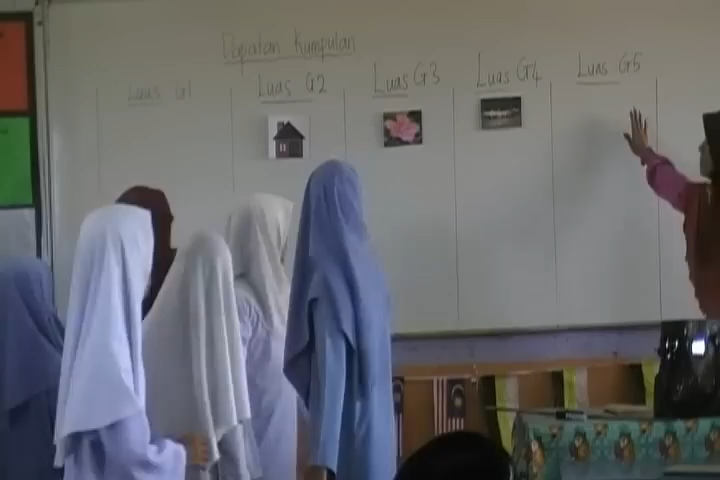 Dapatan Kumpulan
Luas G1
Luas G2
Luas G3
Luas G4
Luas G5